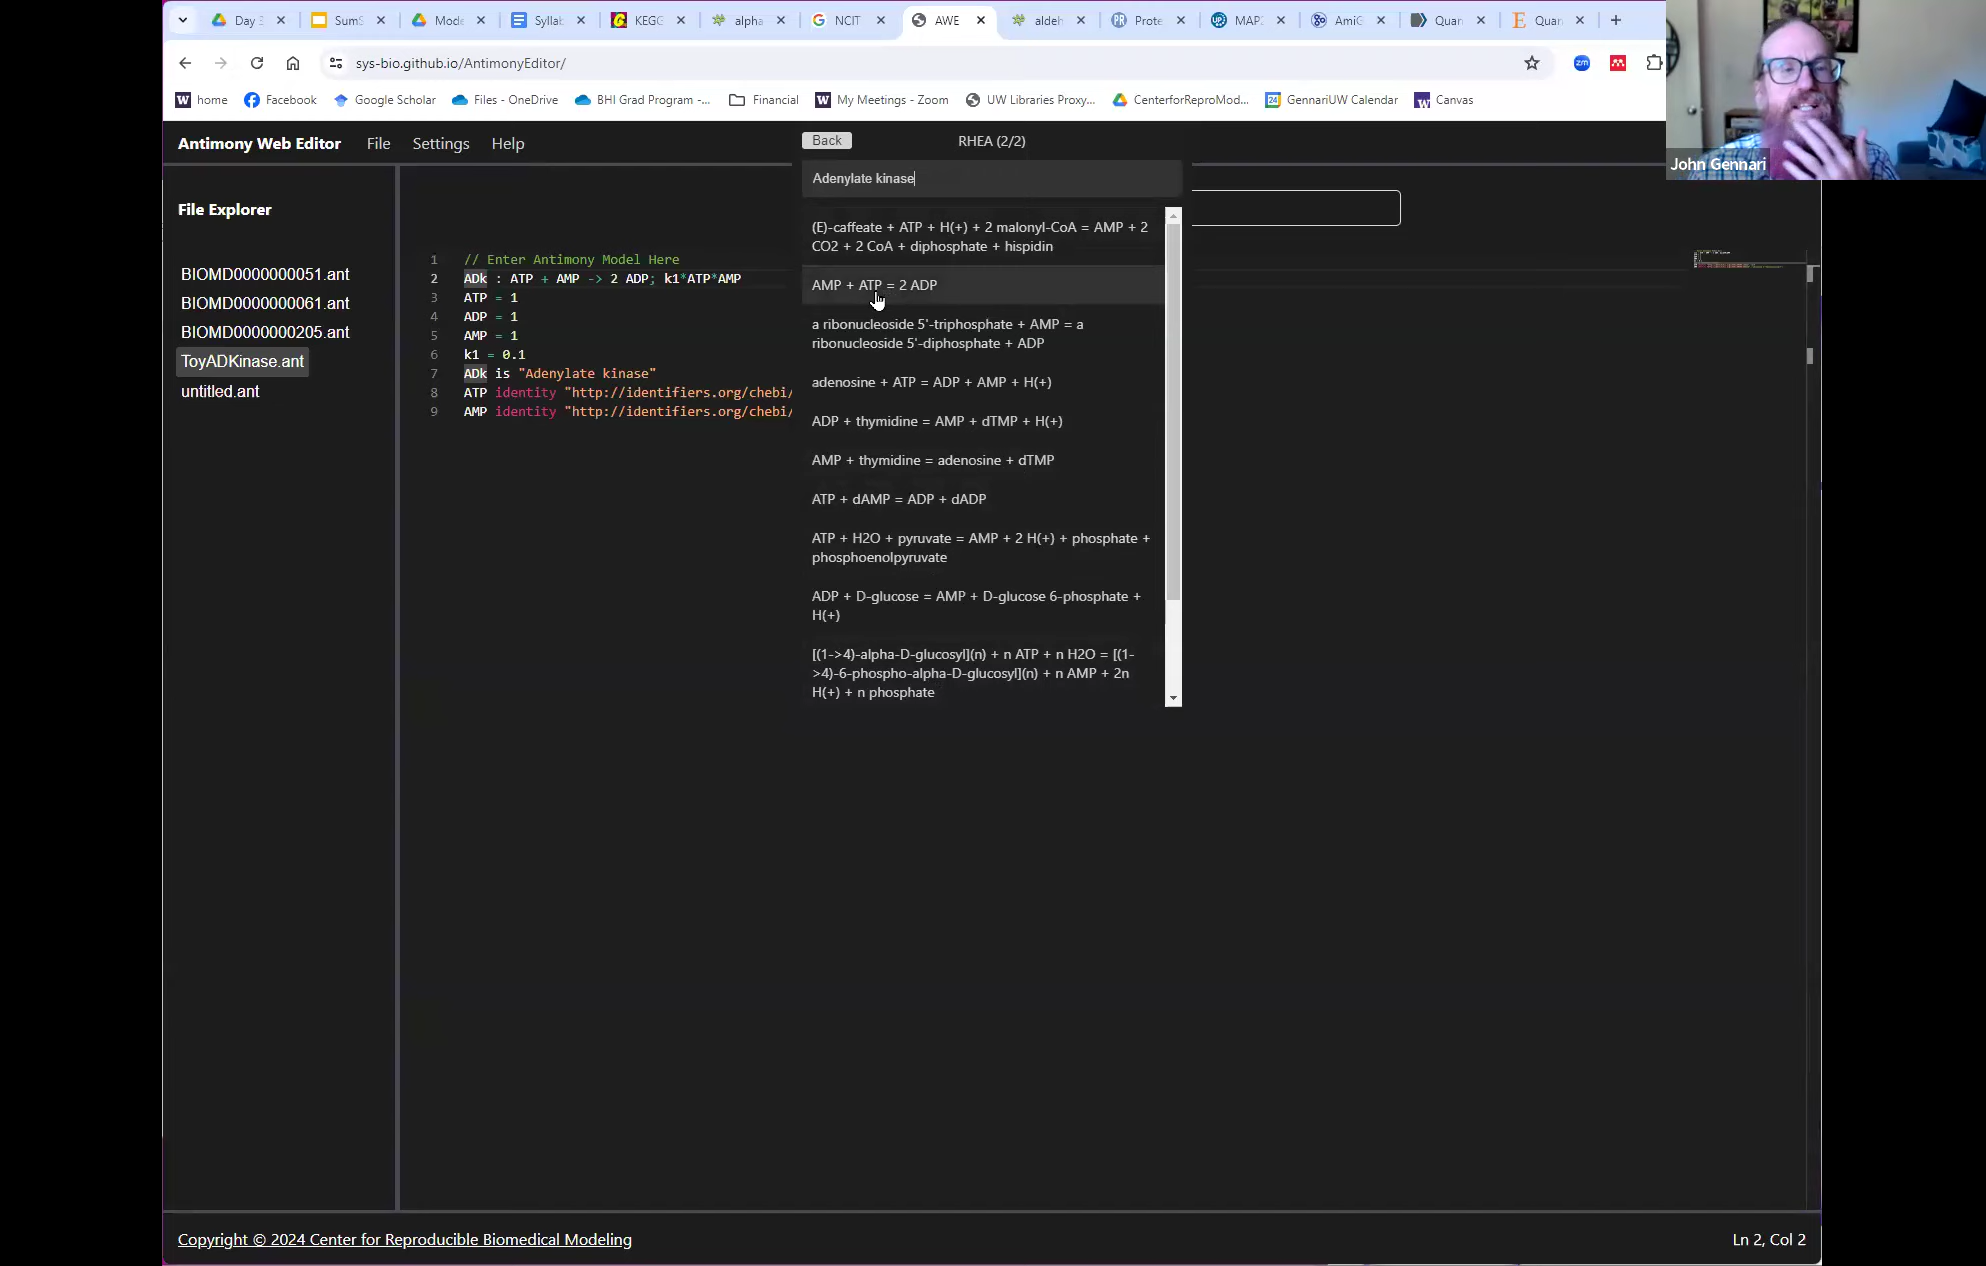 Day
SumS
Mode
Syllab
KEGG
alpha
NCIT
AWE
aldeh
Prote
MAP
AmiG
Quan
E Quan
sys-bio.github.io/AntimonyEditor/
home
Facebook
Google Scholar
Files - OneDrive
BHI Grad Program -...
Financial
My Meetings - Zoom
UW Libraries Proxy...
CenterforReproMod...
GennariUW Calendar
Canvas
John Gennari
Antimony Web Editor File Settings Help
Back RHEA (2/2)
Adenylate kinase
File Explorer
BIOMD0000000051.ant
BIOMD0000000061.ant
BIOMD0000000205.ant
ToyADKinase.ant
untitled.ant
1 // Enter Antimony Model Here
2 ADk : ATP + AMP -> 2 ADP; k1*ATP*AMP
3 ATP = 1
4 ADP = 1
5 AMP = 1
6 k1 = 0.1
7 ADk is "Adenylate kinase"
8 ATP identity "http://identifiers.org/chebi/
9 AMP identity "http://identifiers.org/chebi/
(E)-caffeate + ATP + H(+) + 2 malonyl-CoA = AMP + 2
CO2 + 2 CoA + diphosphate + hispidin
AMP + ATP = 2 ADP
a ribonucleoside 5'-triphosphate + AMP = a
ribonucleoside 5'-diphosphate + ADP
adenosine + ATP = ADP + AMP + H(+)
ADP + thymidine = AMP + dTMP + H(+)
AMP + thymidine = adenosine + dTMP
ATP + dAMP = ADP + dADP
ATP + H2O + pyruvate = AMP + 2 H(+) + phosphate +
phosphoenolpyruvate
ADP + D-glucose = AMP + D-glucose 6-phosphate +
H(+)
[(1->4)-alpha-D-glucosyl](n) + n ATP + n H2O = [(1-
>4)-6-phospho-alpha-D-glucosyl](n) + n AMP + 2n
H(+) + n phosphate
Copyright © 2024 Center for Reproducible Biomedical Modeling
Ln 2, Col 2